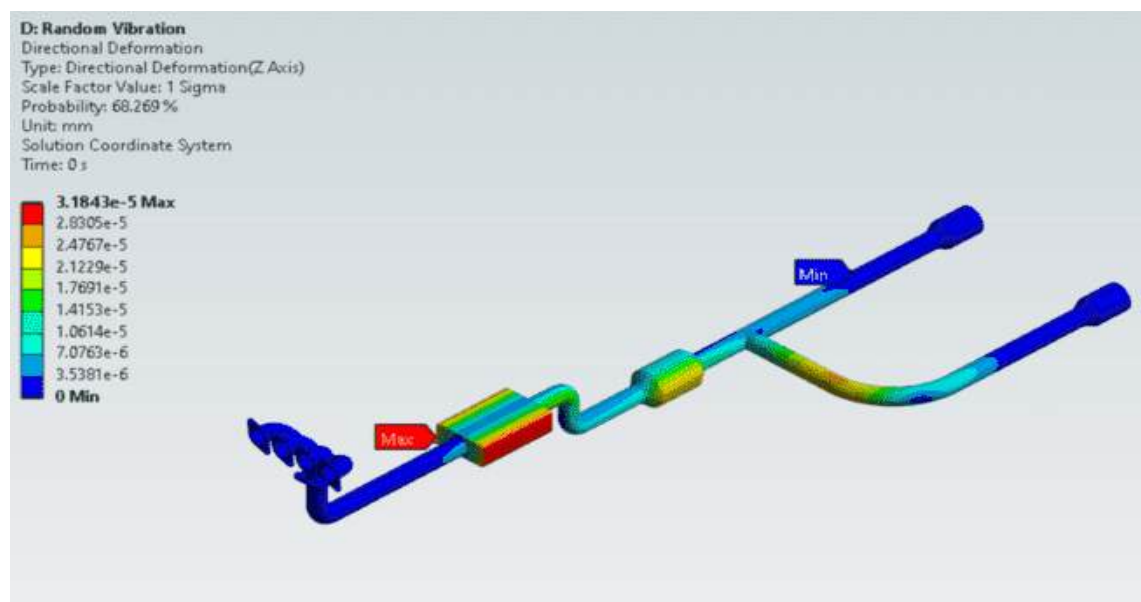 D: Random Vibration
Directional Deformation
Type: Directional Deformation(Z Axis)
Scale Factor Value: 1 Sigma
Probability: 68.269 %
Unit: mm
Solution Coordinate System
Time: 0 s
3.1843e-5 Max
2.8305e-5
2.4767e-5
2.1229e-5
1.7691e-5
1.4153e-5
1.0614e-5
7.0763e-6
3.5381e-6
0 Min
Min
Max